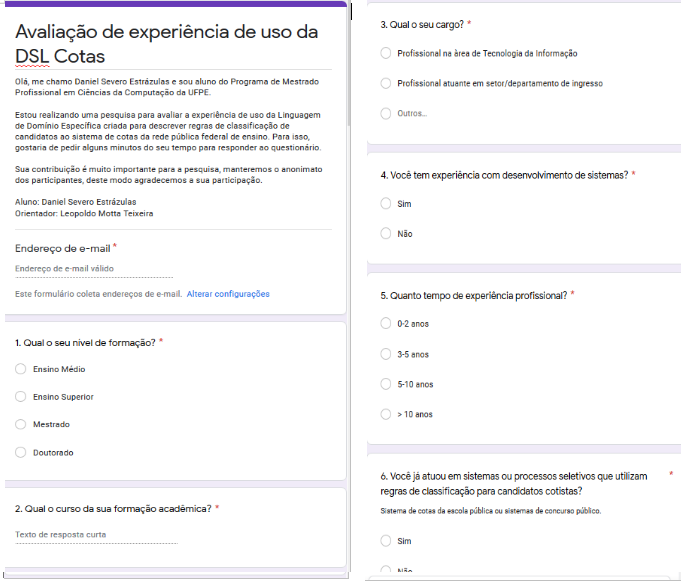 Avaliação de experiência de uso da
DSL Cotas
Olá, me chamo Daniel Severo Estrázulas e sou aluno do Programa de Mestrado
Profissional em Ciências da Computação da UFPE.
Estou realizando uma pesquisa para avaliar a experiência de uso da Linguagem
de Domínio Específica criada para descrever regras de classificação de
candidatos ao sistema de cotas da rede pública federal de ensino. Para isso,
gostaria de pedir alguns minutos do seu tempo para responder ao questionário.
Sua contribuição é muito importante para a pesquisa, manteremos o anonimato
dos participantes, deste modo agradecemos a sua participação.
Aluno: Daniel Severo Estrázulas
Orientador: Leopoldo Motta Teixeira
Endereço de e-mail *
Endereço de e-mail válido
Este formulário coleta endereços de e-mail. Alterar configurações
1. Qual o seu nível de formação? *
Ensino Médio
Ensino Superior
Mestrado
Doutorado
2. Qual o curso da sua formação acadêmica? *
Texto de resposta curta
3. Qual o seu cargo? *
Profissional na àrea de Tecnologia da Informação
Profissional atuante em setor/departamento de ingresso
Outros...
4. Você tem experiência com desenvolvimento de sistemas? *
Sim
Não
5. Quanto tempo de experiência profissional? *
0-2 anos
3-5 anos
5-10 anos
> 10 anos
6. Você já atuou em sistemas ou processos seletivos que utilizam *
regras de classificação para candidatos cotistas?
Sistema de cotas da escola pública ou sistemas de concurso público.
Sim
Não